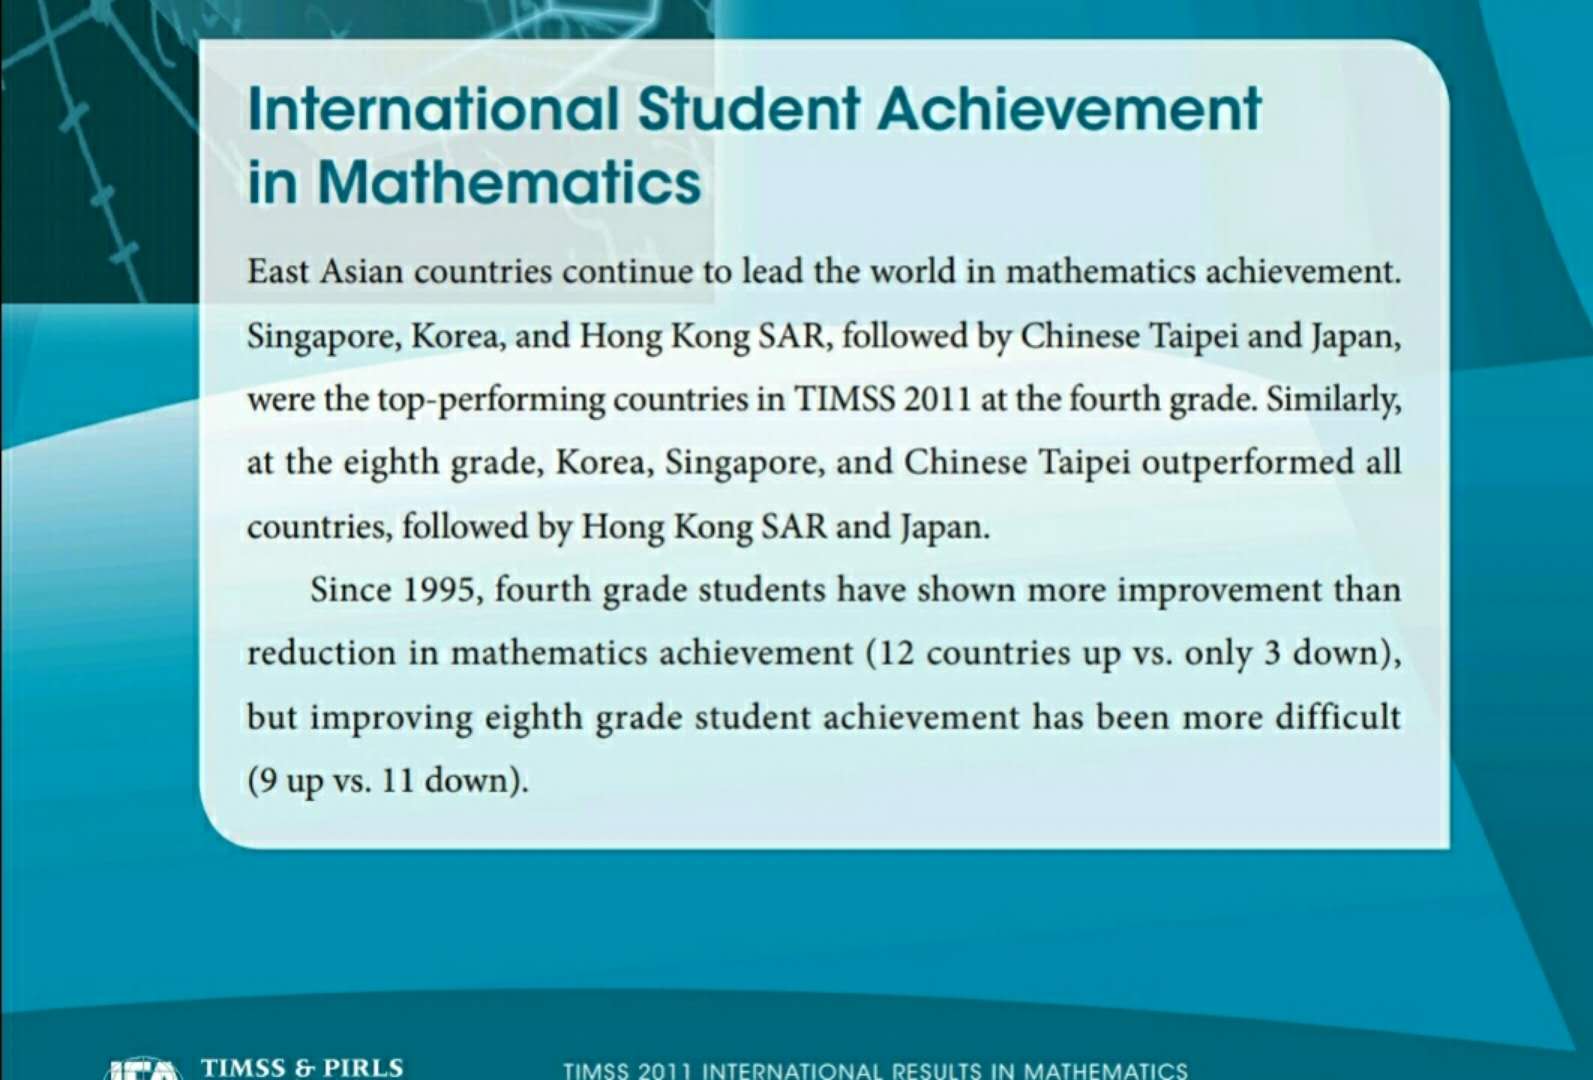 International Student Achievement
in Mathematics
East Asian countries continue to lead the world in mathematics achievement.
Singapore, Korea, and Hong Kong SAR, followed by Chinese Taipei and Japan,
were the top-performing countries in TIMSS 2011 at the fourth grade. Similarly,
at the eighth grade, Korea, Singapore, and Chinese Taipei outperformed all
countries, followed by Hong Kong SAR and Japan.
Since 1995, fourth grade students have shown more improvement than
reduction in mathematics achievement (12 countries up vs. only 3 down),
but improving eighth grade student achievement has been more difficult
(9 up vs. 11 down).
IEA
TIMSS & PIRLS
TIMSS 2011 INTERNATIONAL RESULTS IN MATHEMATICS